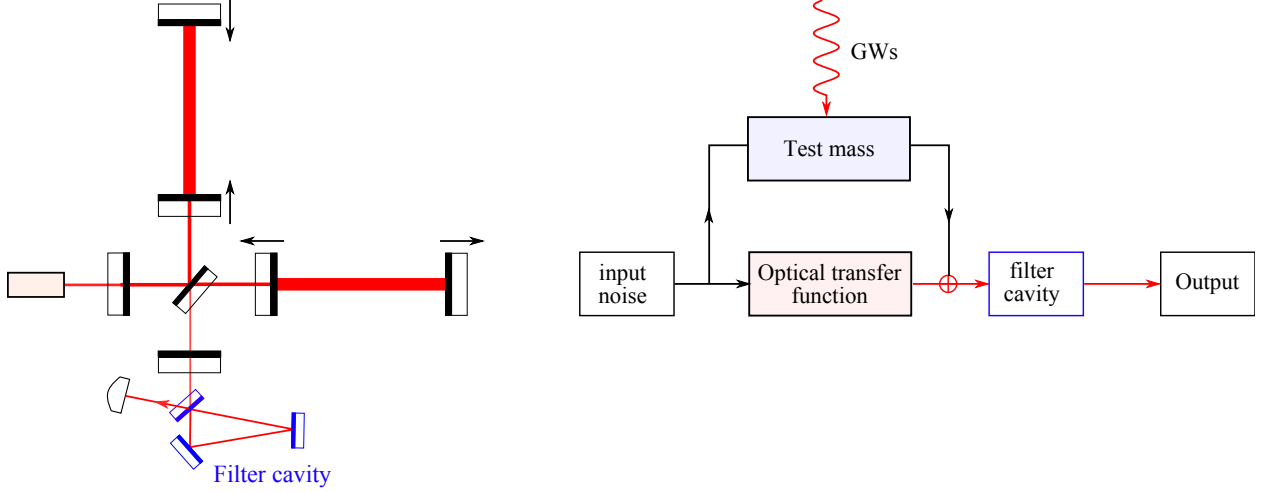 GWs
Test mass
input
noise
Optical transfer
function
filter
cavity
Output
Filter cavity